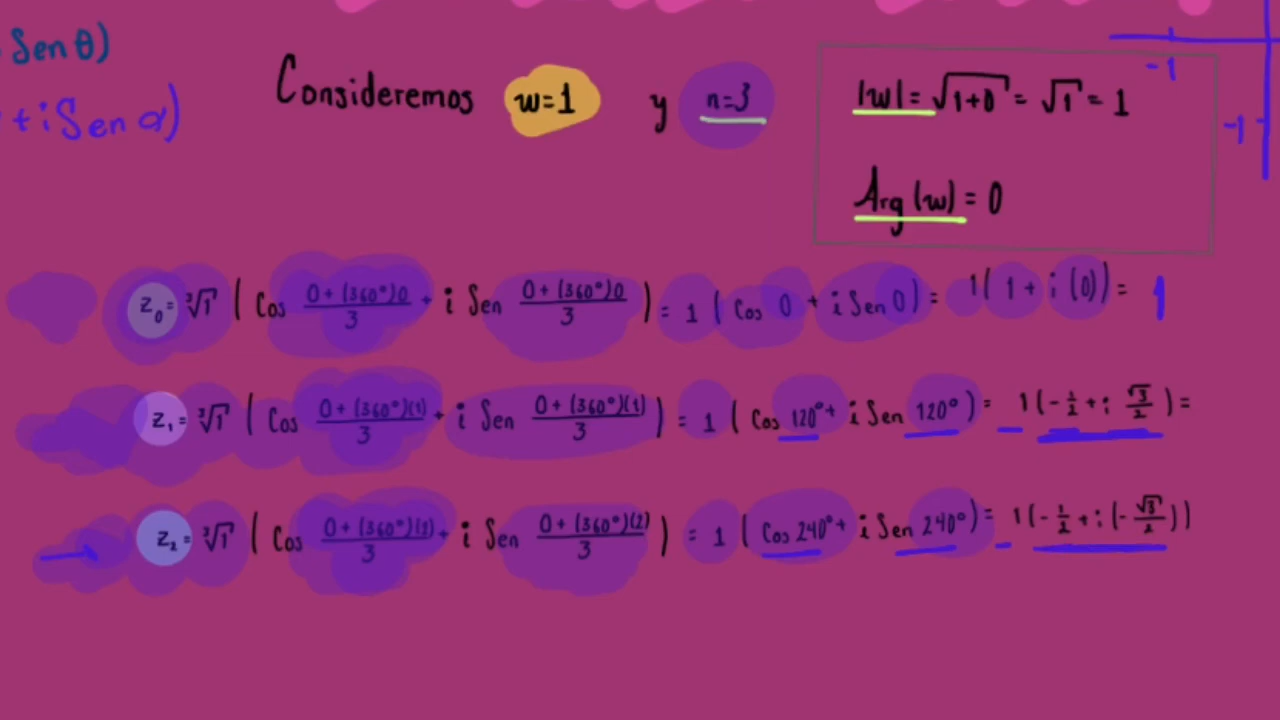 Sen θ)
+ i Sen α)
Consideremos w=1 y n=3
|w| = √1+0 = √1 = 1
Arg (w) = 0
-1
-1
z₀ = ∛1 ( Cos (0 + (360°)0)/3 + i Sen (0 + (360°)0)/3 ) = 1 ( Cos 0 + i Sen 0) = 1( 1 + i (0)) = 1
z₁ = ∛1 ( Cos (0 + (360°)(1))/3 + i Sen (0 + (360°)(1))/3 ) = 1 ( Cos 120° + i Sen 120°) = 1(-1/2 + i √3/2) =
z₂ = ∛1 ( Cos (0 + (360°)(2))/3 + i Sen (0 + (360°)(2))/3 ) = 1 ( Cos 240° + i Sen 240°) = 1(-1/2 + i (-√3/2))